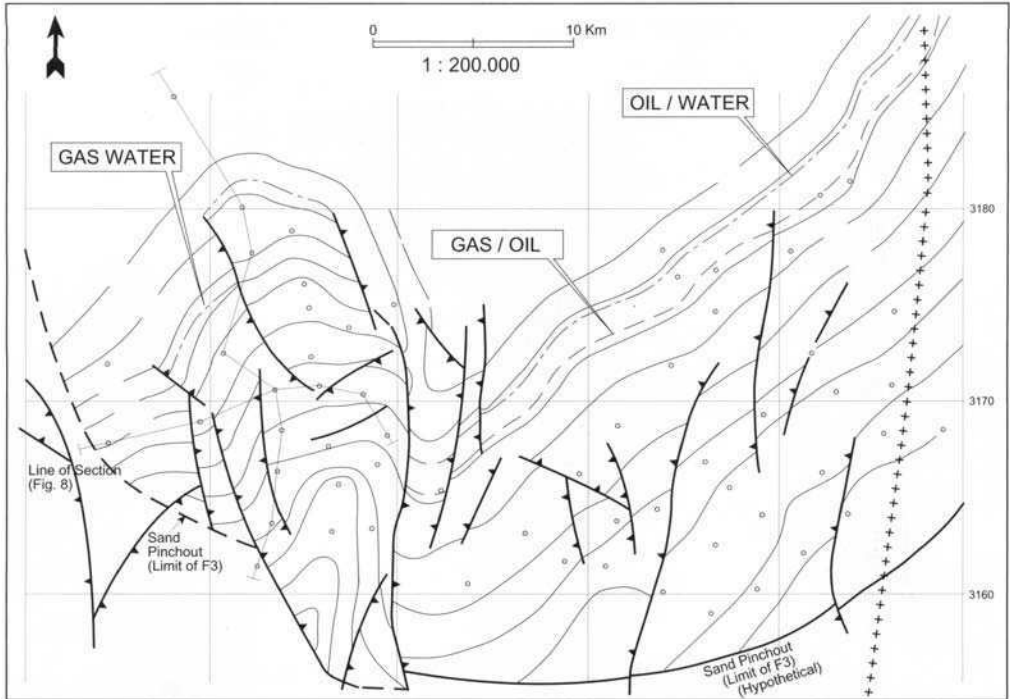 0 10 Km
1 : 200.000
OIL / WATER
GAS WATER
3180
GAS / OIL
3170
Line of Section
(Fig. 8)
Sand
Pinchout
(Limit of F3)
3160
Sand Pinchout
(Limit of F3)
(Hypothetical)